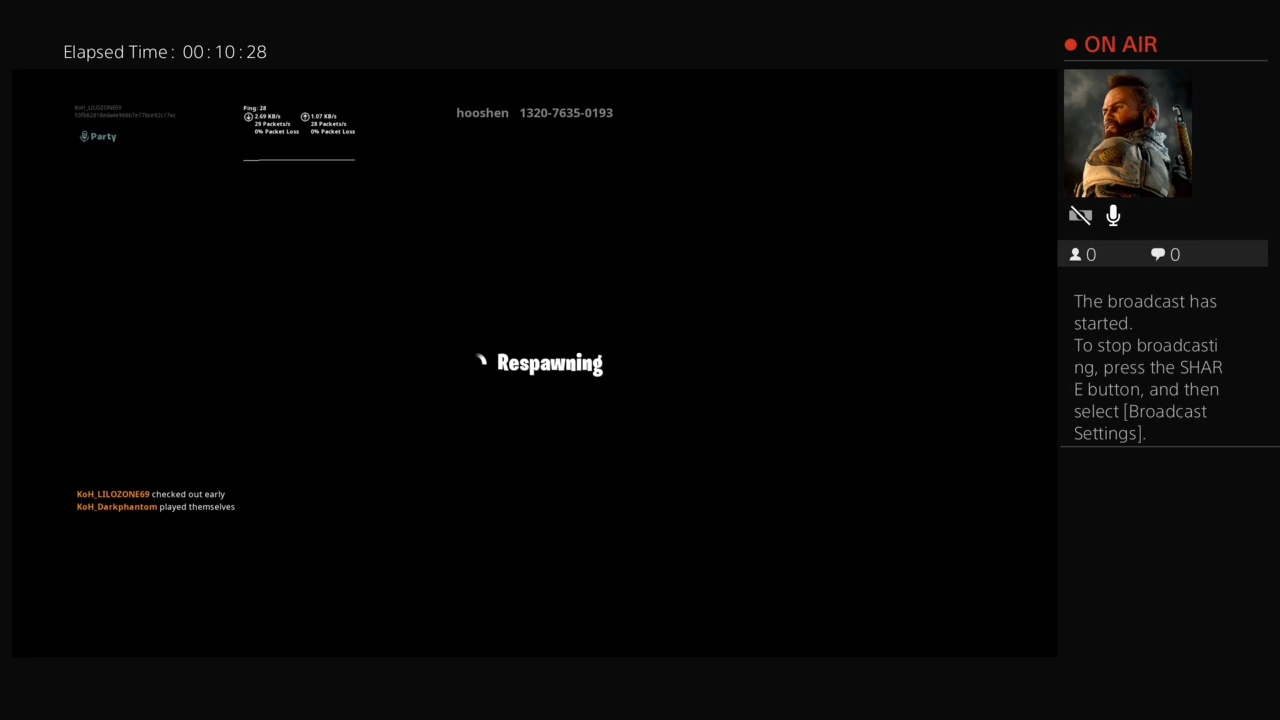 Elapsed Time: 00:10:28
ON AIR
KoH_LILOZONE69
Party
Ping: 28
2.69 KB/s
29 Packets/s
0% Packet Loss
1.07 KB/s
28 Packets/s
0% Packet Loss
hooshen 1320-7635-0193
0 0
The broadcast has
started.
To stop broadcasti
ng, press the SHAR
E button, and then
select [Broadcast
Settings].
Respawning
KoH_LILOZONE69 checked out early
KoH_Darkphantom played themselves